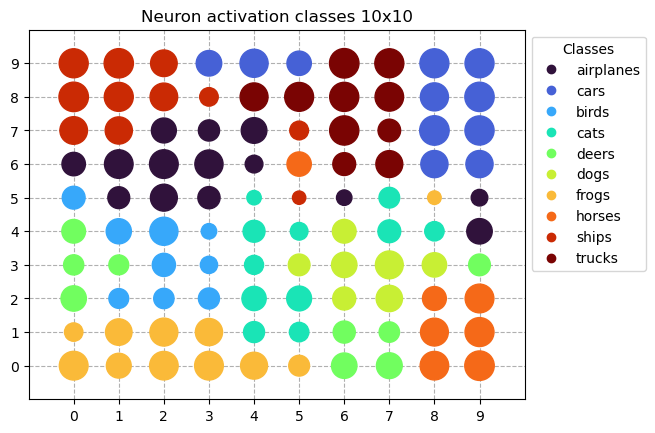 Neuron activation classes 10x10
9
8
7
6
5
4
3
2
1
0
0 1 2 3 4 5 6 7 8 9
Classes
airplanes
cars
birds
cats
deers
dogs
frogs
horses
ships
trucks